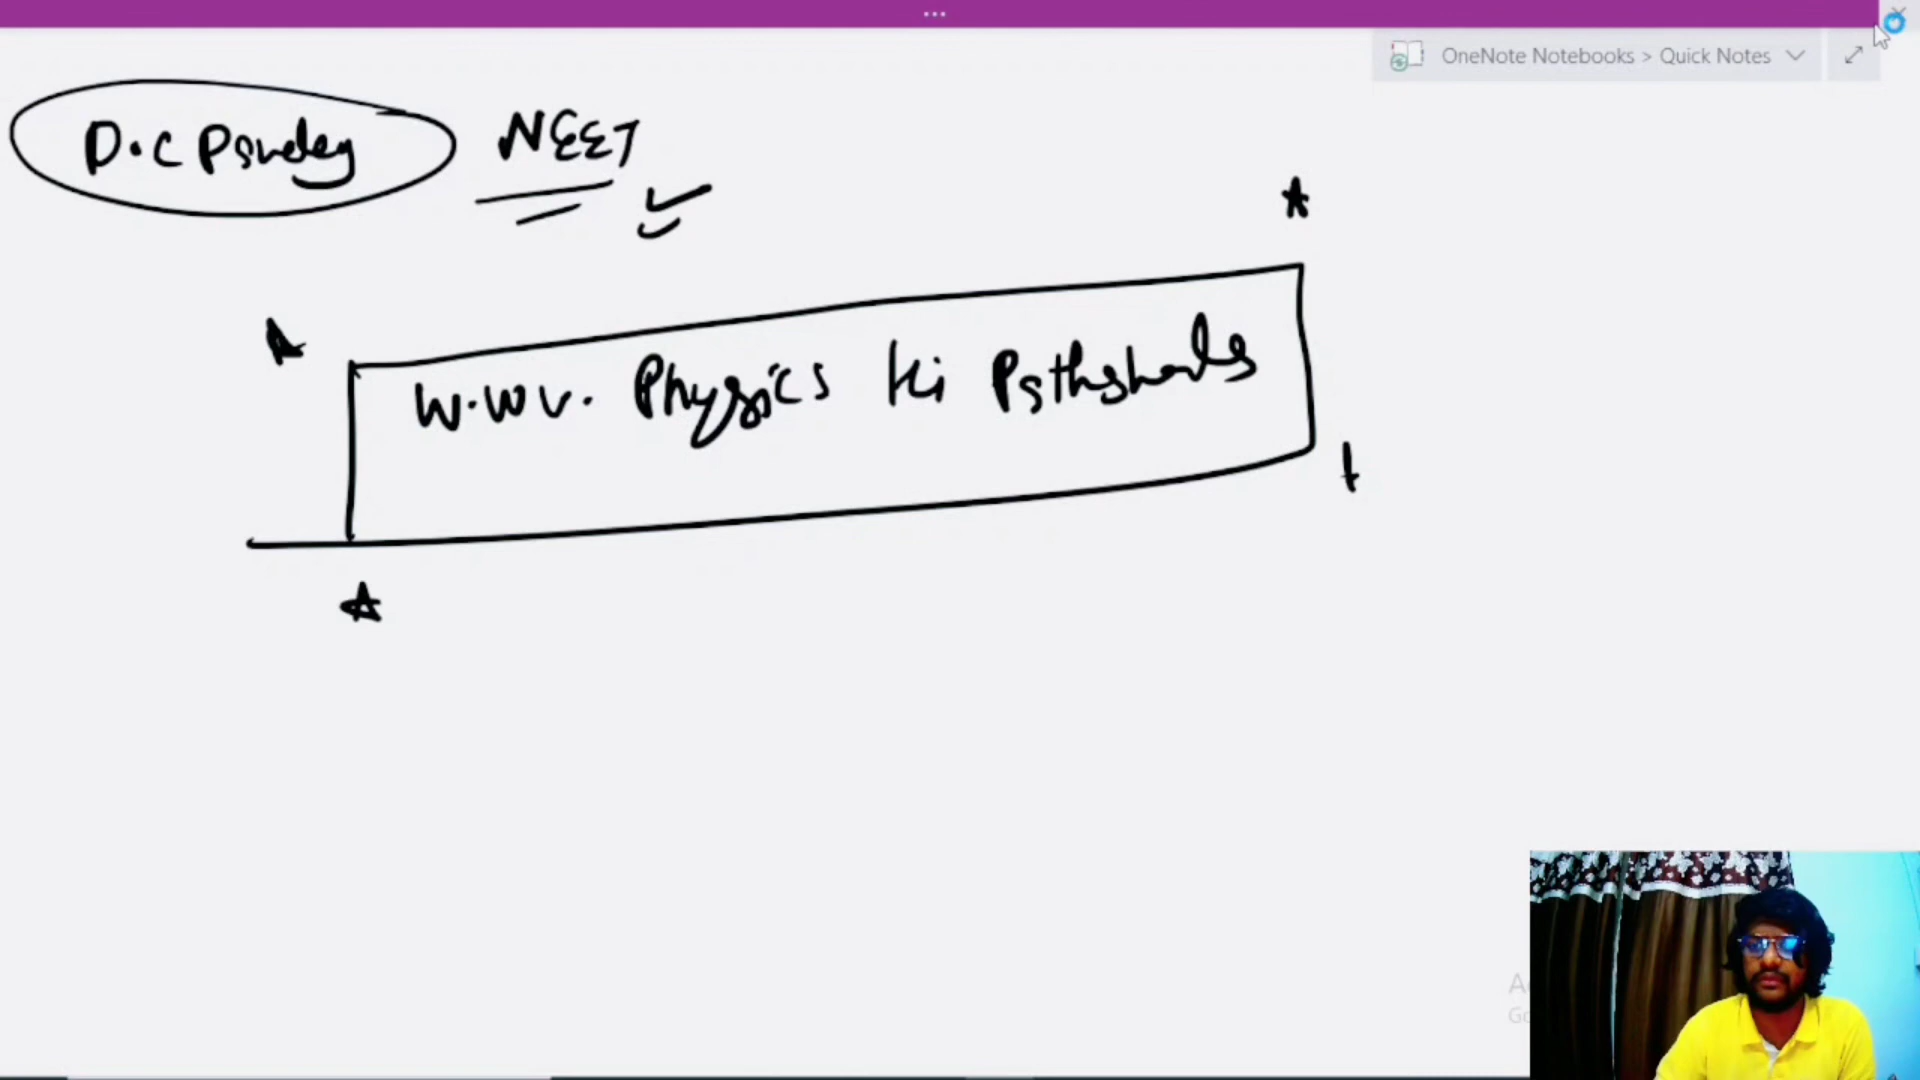 ...
OneNote Notebooks > Quick Notes
D.C Pandey NEET
W.W W. Physics Ki Pathshala